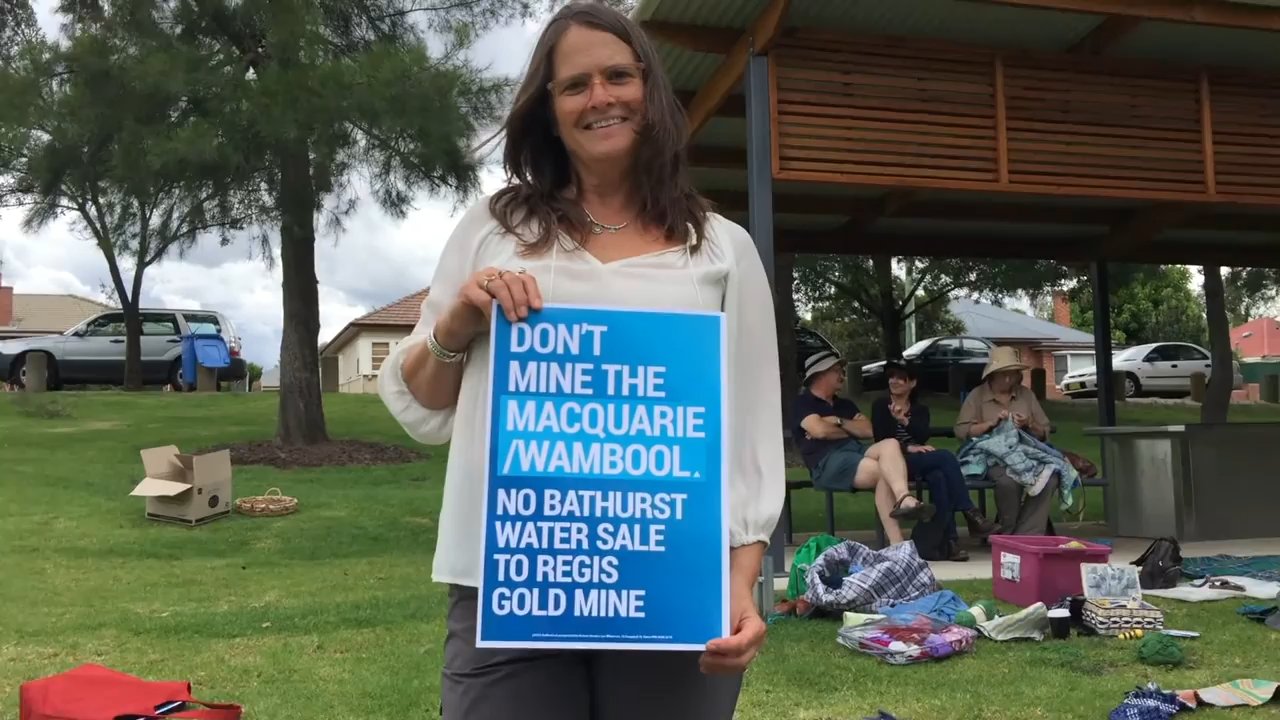 DON'T
MINE THE
MACQUARIE
/WAMBOOL.
NO BATHURST
WATER SALE
TO REGIS
GOLD MINE